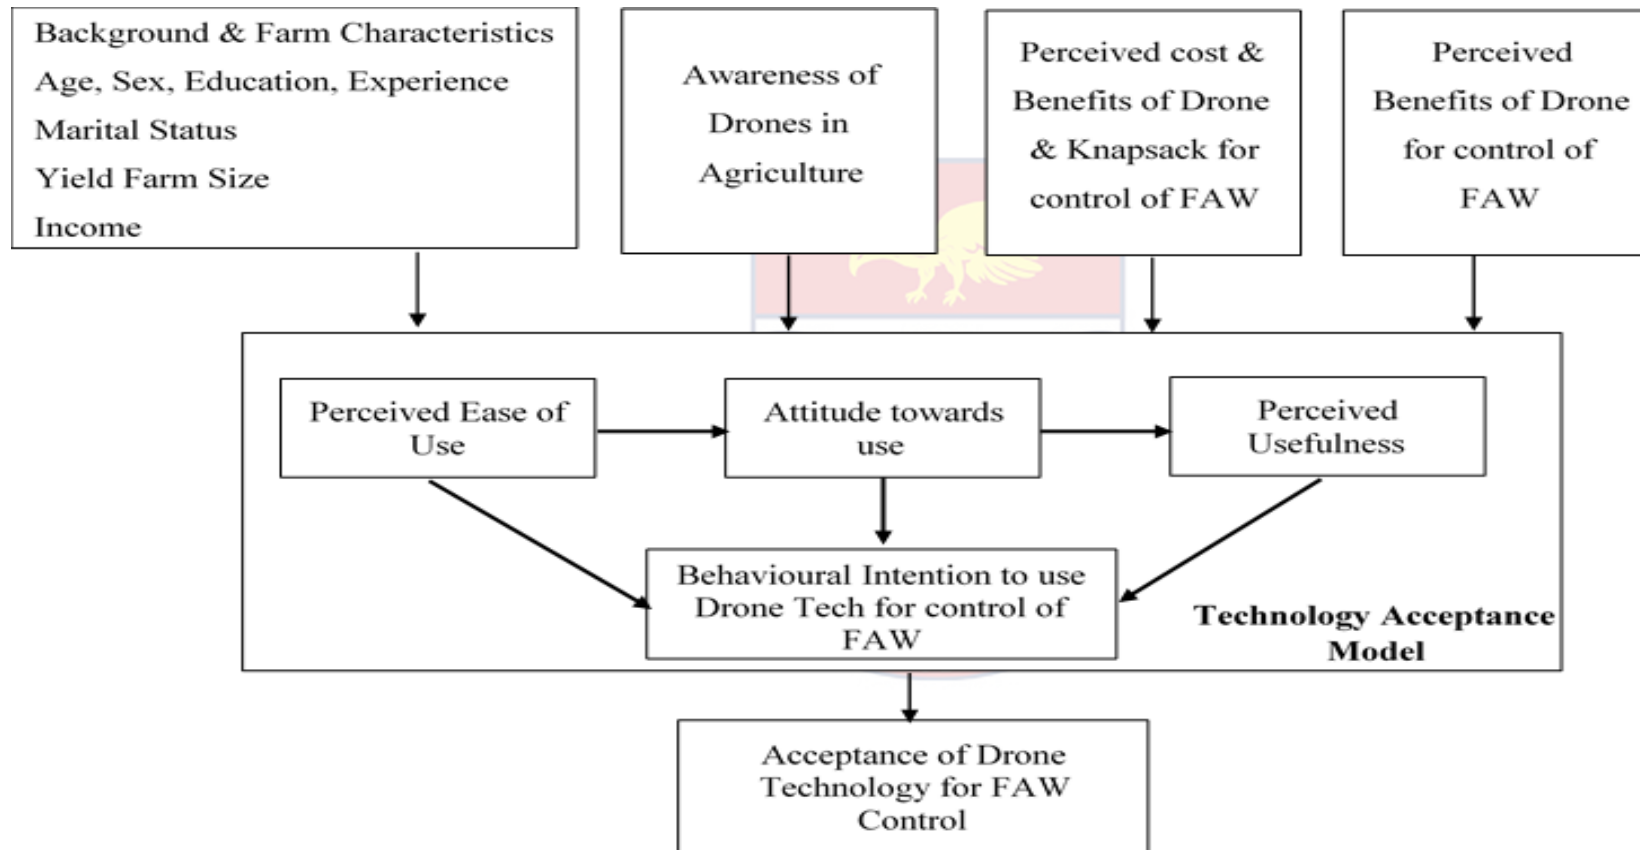 Background & Farm Characteristics
Age, Sex, Education, Experience
Marital Status
Yield Farm Size
Income
Awareness of
Drones in
Agriculture
Perceived cost &
Benefits of Drone
& Knapsack for
control of FAW
Perceived
Benefits of Drone
for control of
FAW
Perceived Ease of
Use
Attitude towards
use
Perceived
Usefulness
Behavioural Intention to use
Drone Tech for control of
FAW
Technology Acceptance
Model
Acceptance of Drone
Technology for FAW
Control